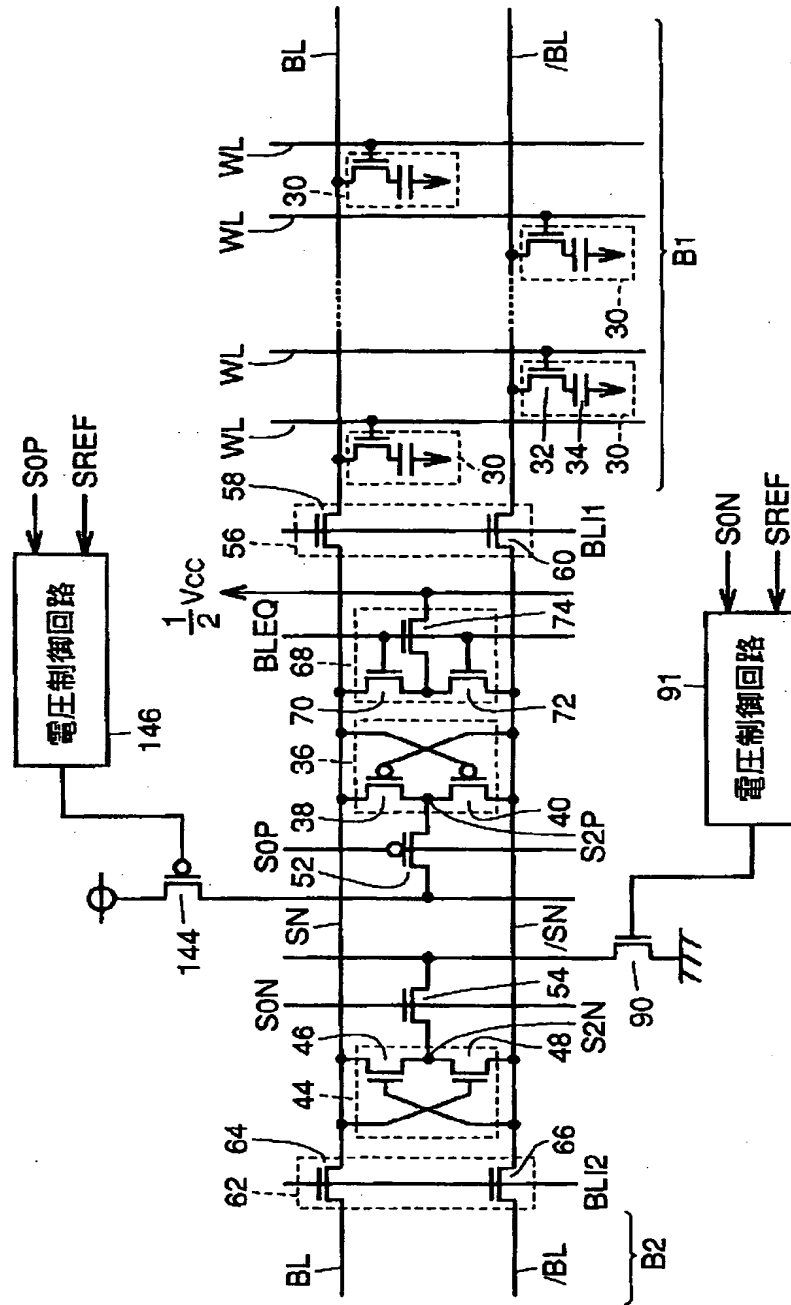 電圧制御回路
S0P
SREF
146
144
1/2 Vcc
BL
64
62
44
46
S0N
SN
S0P
52
38
36
70
68
BLEQ
56
58
WL
WL
WL
WL
BL
30
30
/BL
66
BLI2
B2
48
S2N
54
/SN
S2P
40
72
74
60
BLI1
32
34
30
30
/BL
B1
90
91
電圧制御回路
S0N
SREF